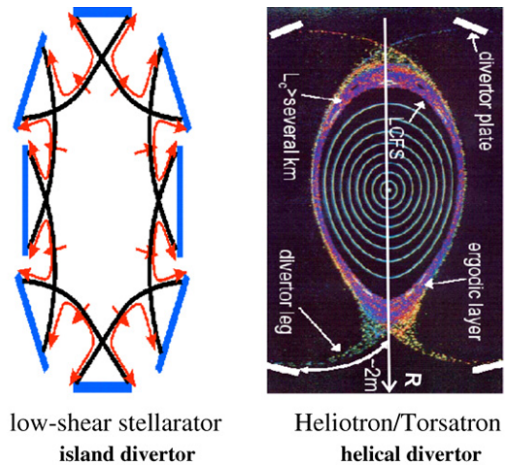 divertor plate
L_c>several km
LCFS
ergodic layer
divertor leg
~2m
R
low-shear stellarator
island divertor
Heliotron/Torsatron
helical divertor